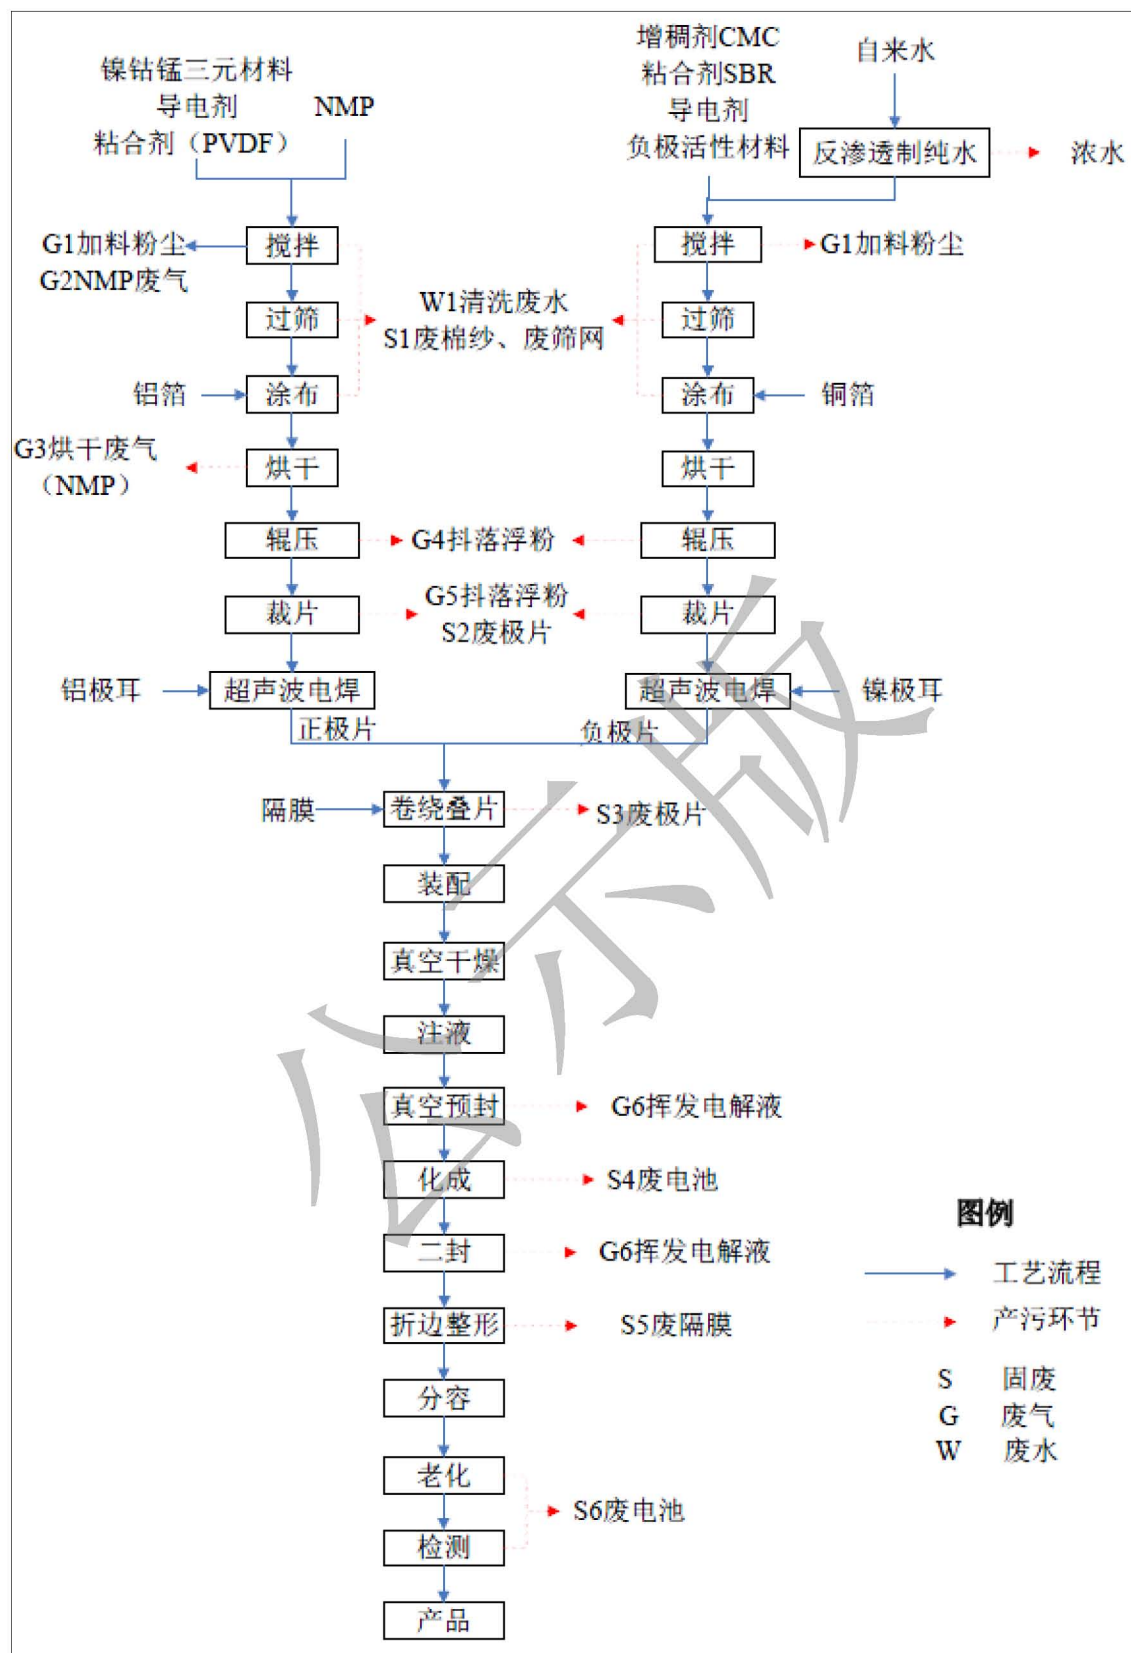 镍钴锰三元材料
导电剂
粘合剂（PVDF）
NMP
增稠剂CMC
粘合剂SBR
导电剂
负极活性材料
自来水
反渗透制纯水
浓水
G1加料粉尘
G2NMP废气
搅拌
搅拌
G1加料粉尘
过筛
W1清洗废水
S1废棉纱、废筛网
过筛
铝箔
涂布
涂布
铜箔
G3烘干废气
（NMP）
烘干
烘干
辊压
G4抖落浮粉
辊压
裁片
G5抖落浮粉
S2废极片
裁片
铝极耳
超声波电焊
超声波电焊
镍极耳
正极片
负极片
隔膜
卷绕叠片
S3废极片
装配
真空干燥
注液
真空预封
G6挥发电解液
化成
S4废电池
二封
G6挥发电解液
折边整形
S5废隔膜
分容
老化
S6废电池
检测
产品
图例
工艺流程
产污环节
S 固废
G 废气
W 废水
公示版